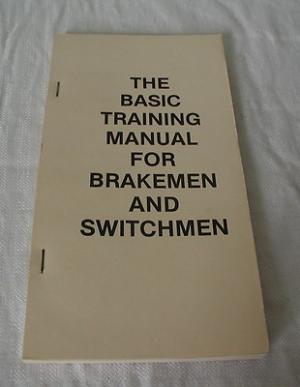 THE
BASIC
TRAINING
MANUAL
FOR
BRAKEMEN
AND
SWITCHMEN